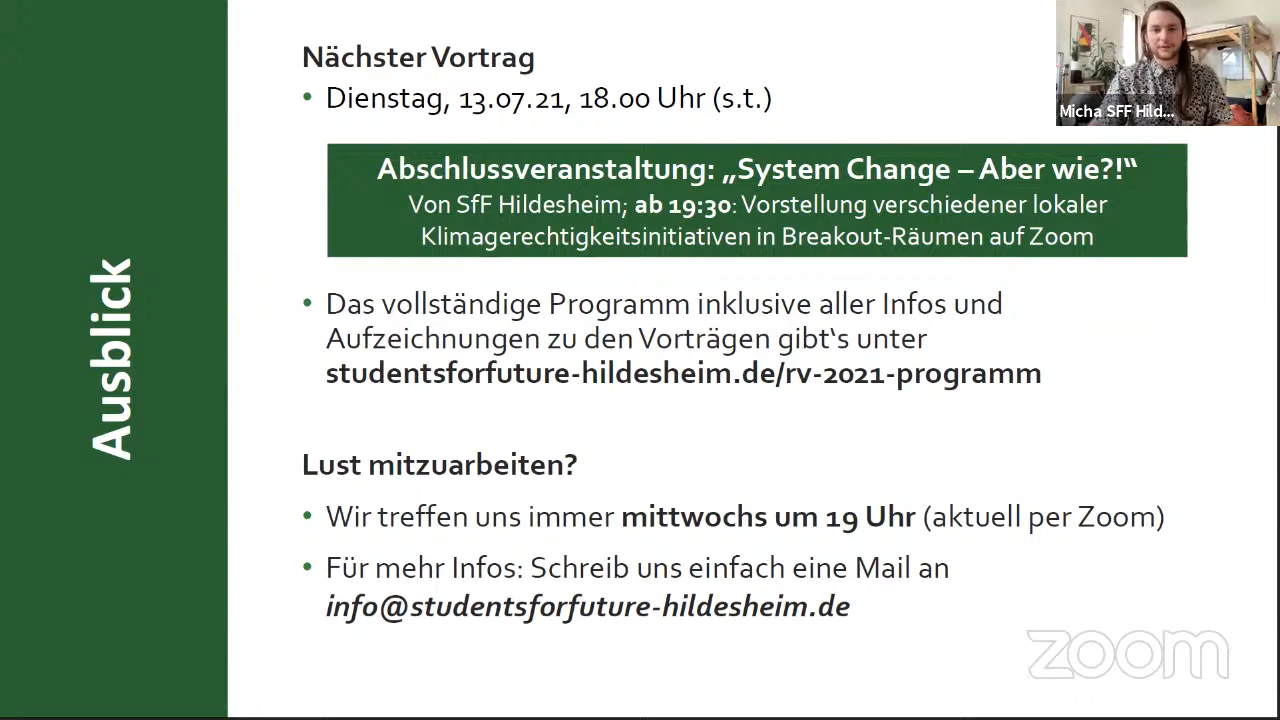 Ausblick
Nächster Vortrag
• Dienstag, 13.07.21, 18.00 Uhr (s.t.)
Abschlussveranstaltung: „System Change – Aber wie?!“
Von SfF Hildesheim; ab 19:30: Vorstellung verschiedener lokaler
Klimagerechtigkeitsinitiativen in Breakout-Räumen auf Zoom
• Das vollständige Programm inklusive aller Infos und
Aufzeichnungen zu den Vorträgen gibt‘s unter
studentsforfuture-hildesheim.de/rv-2021-programm
Lust mitzuarbeiten?
• Wir treffen uns immer mittwochs um 19 Uhr (aktuell per Zoom)
• Für mehr Infos: Schreib uns einfach eine Mail an
info@studentsforfuture-hildesheim.de
Micha SFF Hild...
zoom